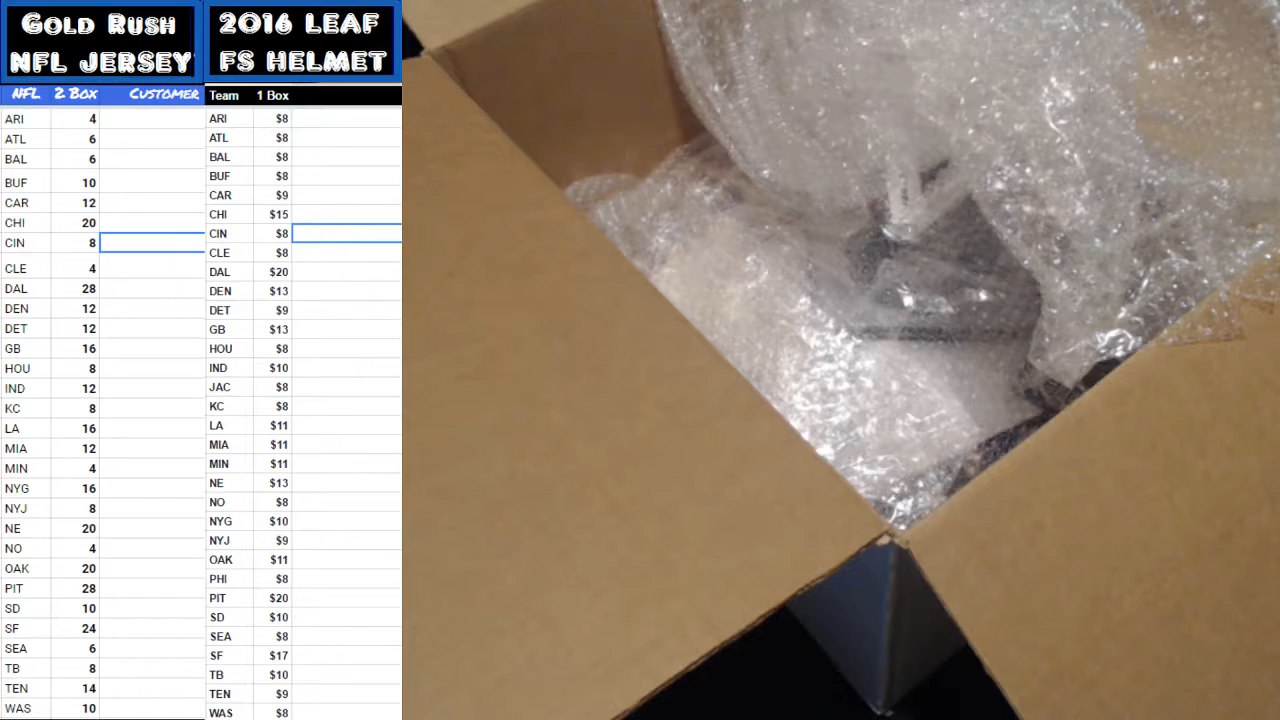 Gold Rush
NFL Jersey
NFL 2 Box Customer
ARI 4
ATL 6
BAL 6
BUF 10
CAR 12
CHI 20
CIN 8
CLE 4
DAL 28
DEN 12
DET 12
GB 16
HOU 8
IND 12
KC 8
LA 16
MIA 12
MIN 4
NYG 16
NYJ 8
NE 20
NO 4
OAK 20
PIT 28
SD 10
SF 24
SEA 6
TB 8
TEN 14
WAS 10
2016 LEAF
FS HELMET
Team 1 Box
ARI $8
ATL $8
BAL $8
BUF $8
CAR $9
CHI $15
CIN $8
CLE $8
DAL $20
DEN $13
DET $9
GB $13
HOU $8
IND $10
JAC $8
KC $8
LA $11
MIA $11
MIN $11
NE $13
NO $8
NYG $10
NYJ $9
OAK $11
PHI $8
PIT $20
SD $10
SEA $8
SF $17
TB $10
TEN $9
WAS $8